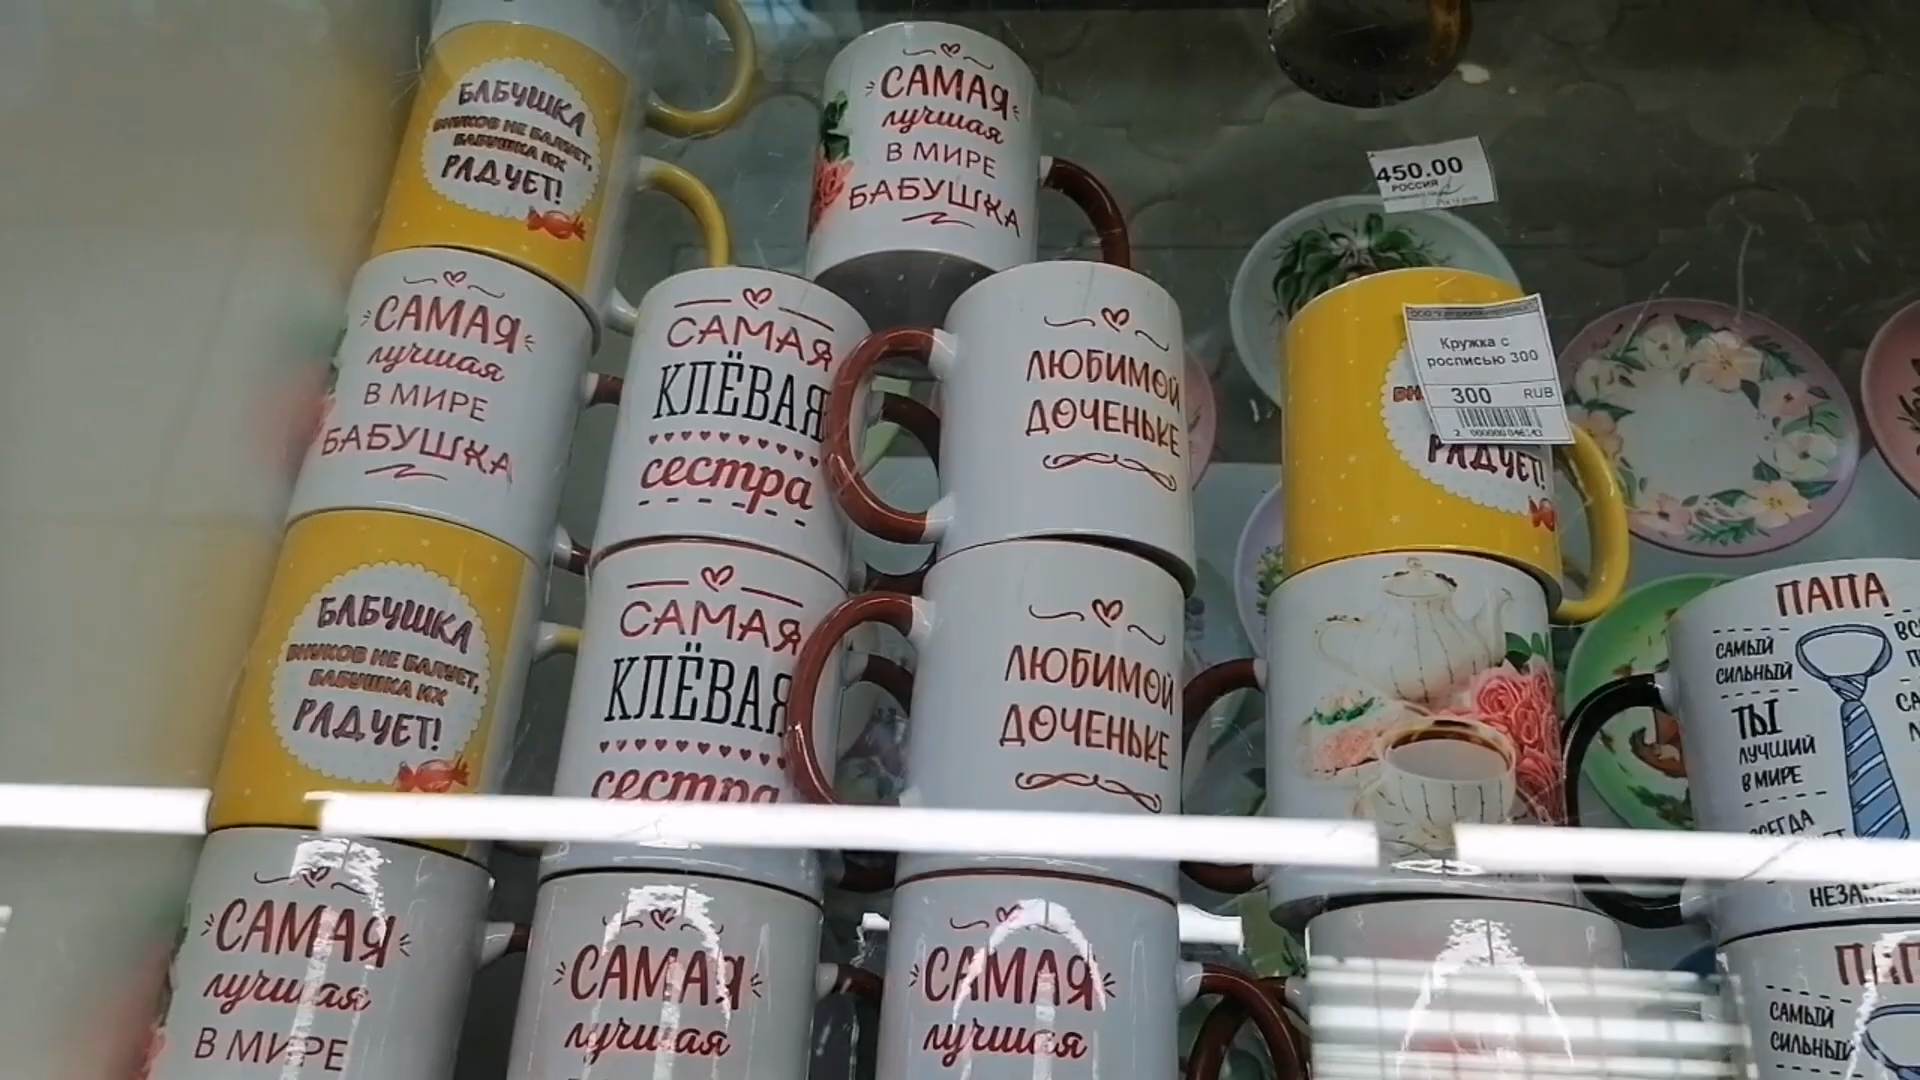 БАБУШКА
ВНУКОВ НЕ БАЛУЕТ,
БАБУШКА ИХ
РАДУЕТ!
САМАЯ
лучшая
В МИРЕ
БАБУШКА
450.00
РОССИЯ
САМАЯ
лучшая
В МИРЕ
БАБУШКА
САМАЯ
КЛЁВАЯ
сестра
ЛЮБИМОЙ
ДОЧЕНЬКЕ
Кружка с
росписью 300
300 RUB
РАДУЕТ!
БАБУШКА
ВНУКОВ НЕ БАЛУЕТ,
БАБУШКА ИХ
РАДУЕТ!
САМАЯ
КЛЁВАЯ
сестра
ЛЮБИМОЙ
ДОЧЕНЬКЕ
ПАПА
САМЫЙ
СИЛЬНЫЙ
ТЫ
ЛУЧШИЙ
В МИРЕ
САМАЯ
лучшая
В МИРЕ
САМАЯ
лучшая
САМАЯ
лучшая
САМЫЙ
СИЛЬНЫЙ